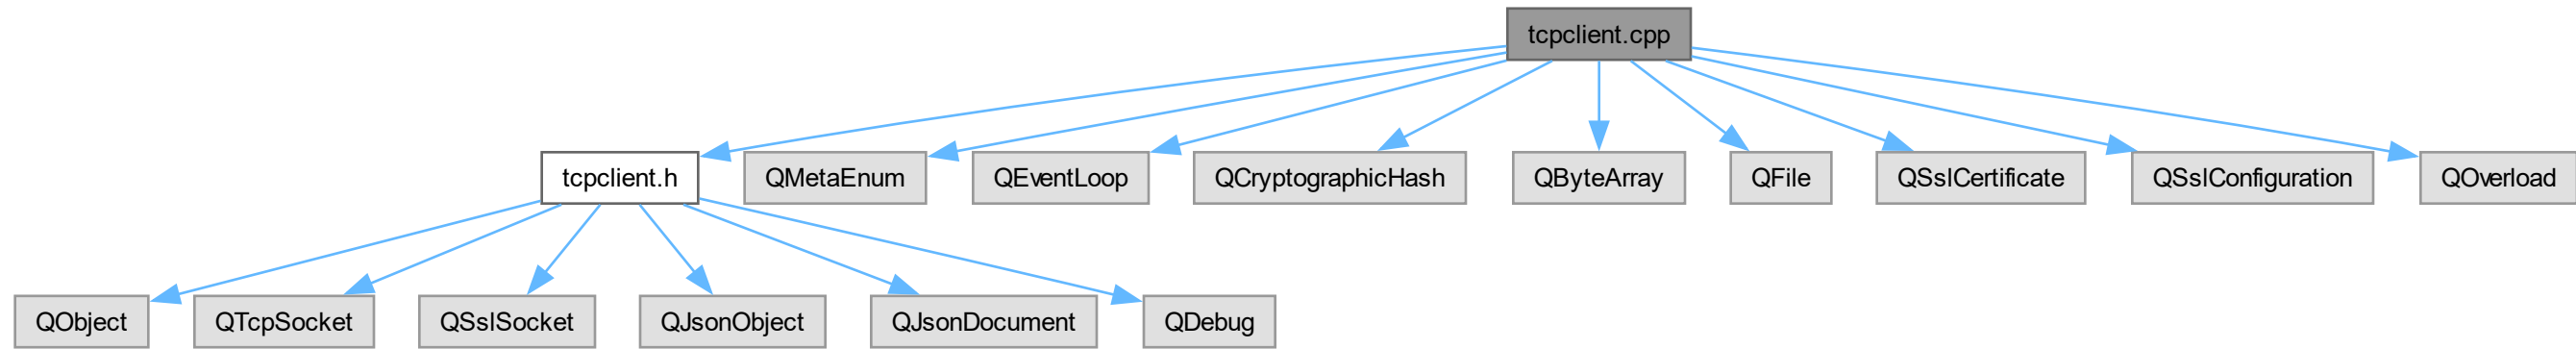 tcpclient.cpp
tcpclient.h
QMetaEnum
QEventLoop
QCryptographicHash
QByteArray
QFile
QSslCertificate
QSslConfiguration
QOverload
QObject
QTcpSocket
QSslSocket
QJsonObject
QJsonDocument
QDebug